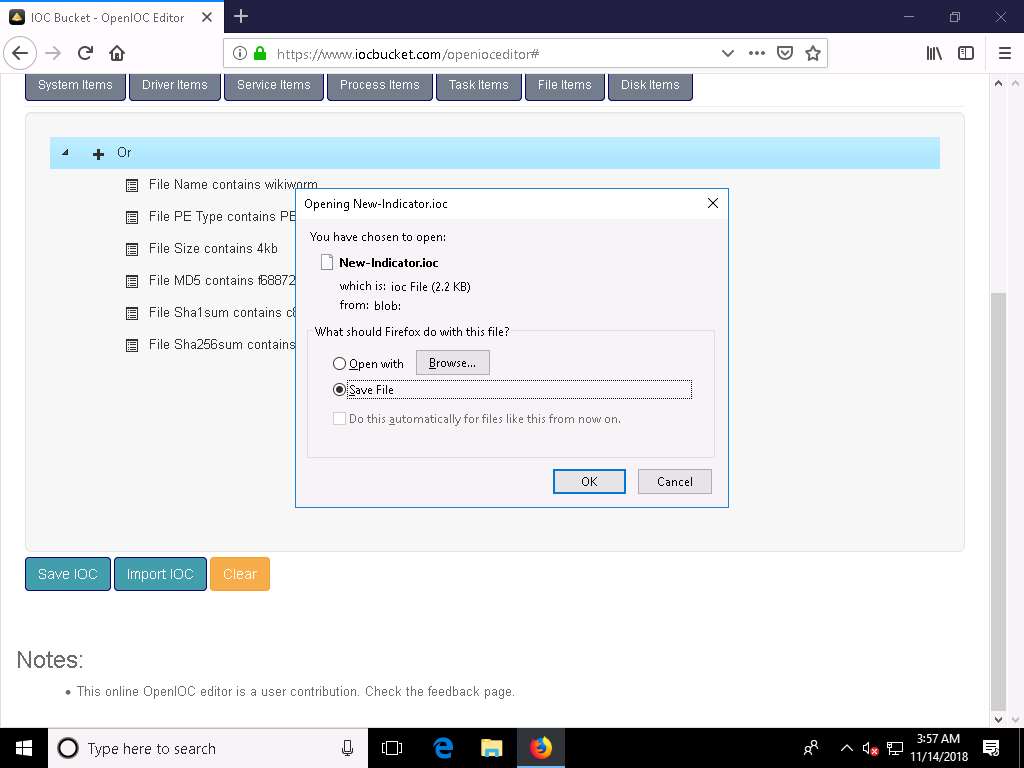 IOC Bucket - OpenIOC Editor
https://www.iocbucket.com/openioceditor#
System Items Driver Items Service Items Process Items Task Items File Items Disk Items
Or
File Name contains wikiworm
File PE Type contains PE
File Size contains 4kb
File MD5 contains f68872
File Sha1sum contains c
File Sha256sum contains
Opening New-Indicator.ioc
You have chosen to open:
New-Indicator.ioc
which is: ioc File (2.2 KB)
from: blob:
What should Firefox do with this file?
Open with Browse...
Save File
Do this automatically for files like this from now on.
OK Cancel
Save IOC Import IOC Clear
Notes:
This online OpenIOC editor is a user contribution. Check the feedback page.
Type here to search
3:57 AM
11/14/2018